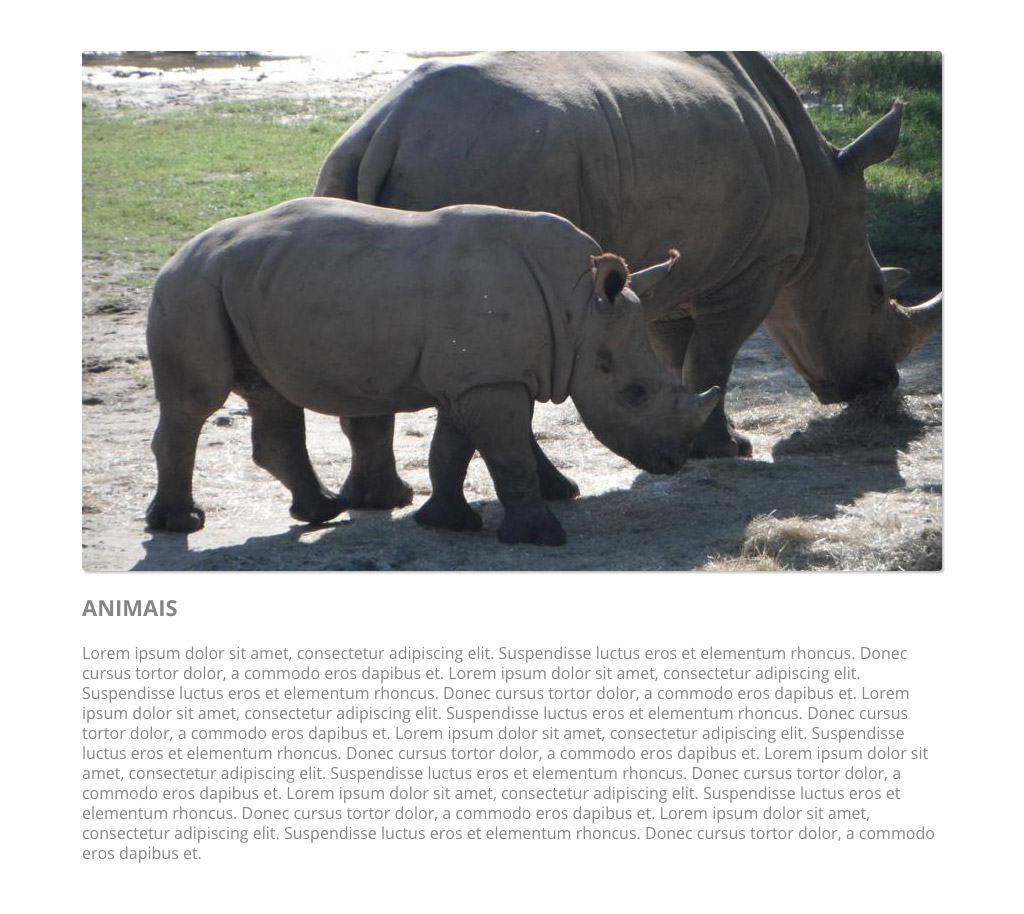 ANIMAIS
Lorem ipsum dolor sit amet, consectetur adipiscing elit. Suspendisse luctus eros et elementum rhoncus. Donec
cursus tortor dolor, a commodo eros dapibus et. Lorem ipsum dolor sit amet, consectetur adipiscing elit.
Suspendisse luctus eros et elementum rhoncus. Donec cursus tortor dolor, a commodo eros dapibus et. Lorem
ipsum dolor sit amet, consectetur adipiscing elit. Suspendisse luctus eros et elementum rhoncus. Donec cursus
tortor dolor, a commodo eros dapibus et. Lorem ipsum dolor sit amet, consectetur adipiscing elit. Suspendisse
luctus eros et elementum rhoncus. Donec cursus tortor dolor, a commodo eros dapibus et. Lorem ipsum dolor sit
amet, consectetur adipiscing elit. Suspendisse luctus eros et elementum rhoncus. Donec cursus tortor dolor, a
commodo eros dapibus et. Lorem ipsum dolor sit amet, consectetur adipiscing elit. Suspendisse luctus eros et
elementum rhoncus. Donec cursus tortor dolor, a commodo eros dapibus et. Lorem ipsum dolor sit amet,
consectetur adipiscing elit. Suspendisse luctus eros et elementum rhoncus. Donec cursus tortor dolor, a commodo
eros dapibus et.